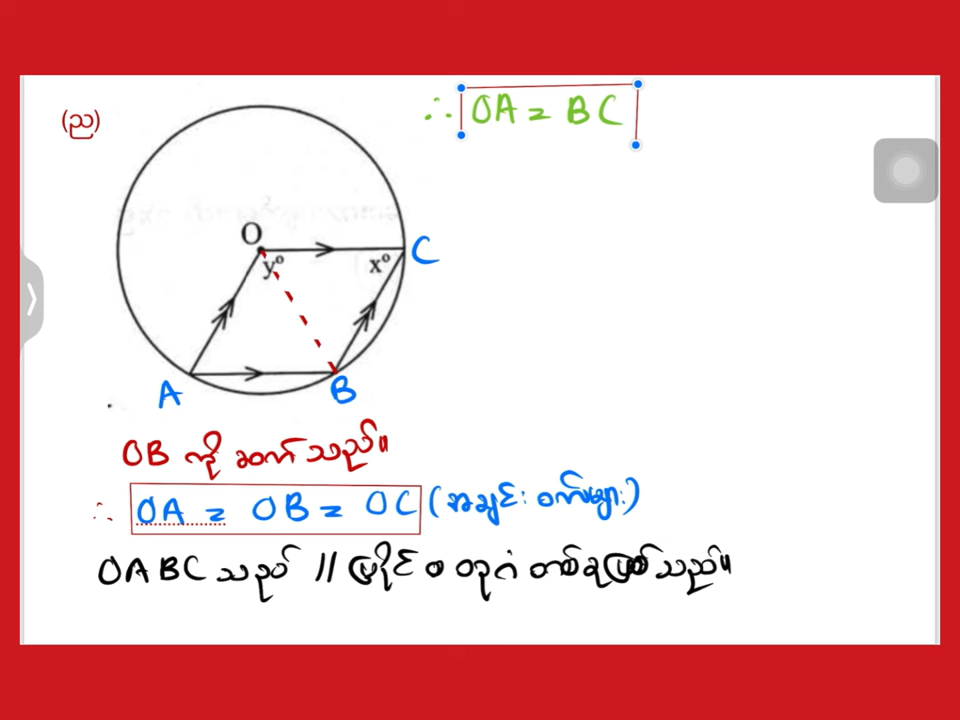 (ည)
∴ OA = BC
O
C
y°
x°
A
B
OB ကို ဆက်သည်။
∴ OA = OB = OC (အချင်းဝက်များ)
OABC သည် // ပြိုင် စတုဂံ တစ်ခုဖြစ်သည်။